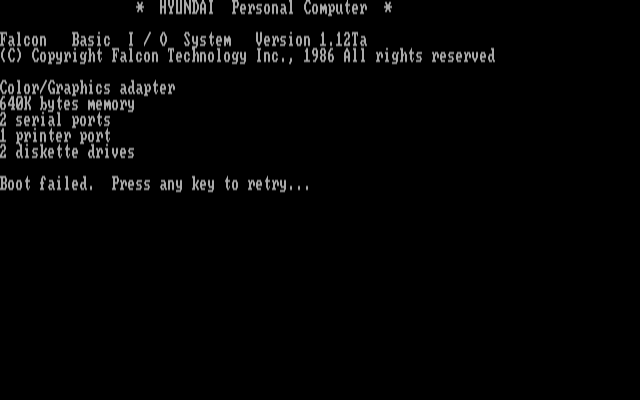 * HYUNDAI Personal Computer *
Falcon Basic I / O System Version 1.12Ta
(C) Copyright Falcon Technology Inc., 1986 All rights reserved
Color/Graphics adapter
640K bytes memory
2 serial ports
1 printer port
2 diskette drives
Boot failed. Press any key to retry...